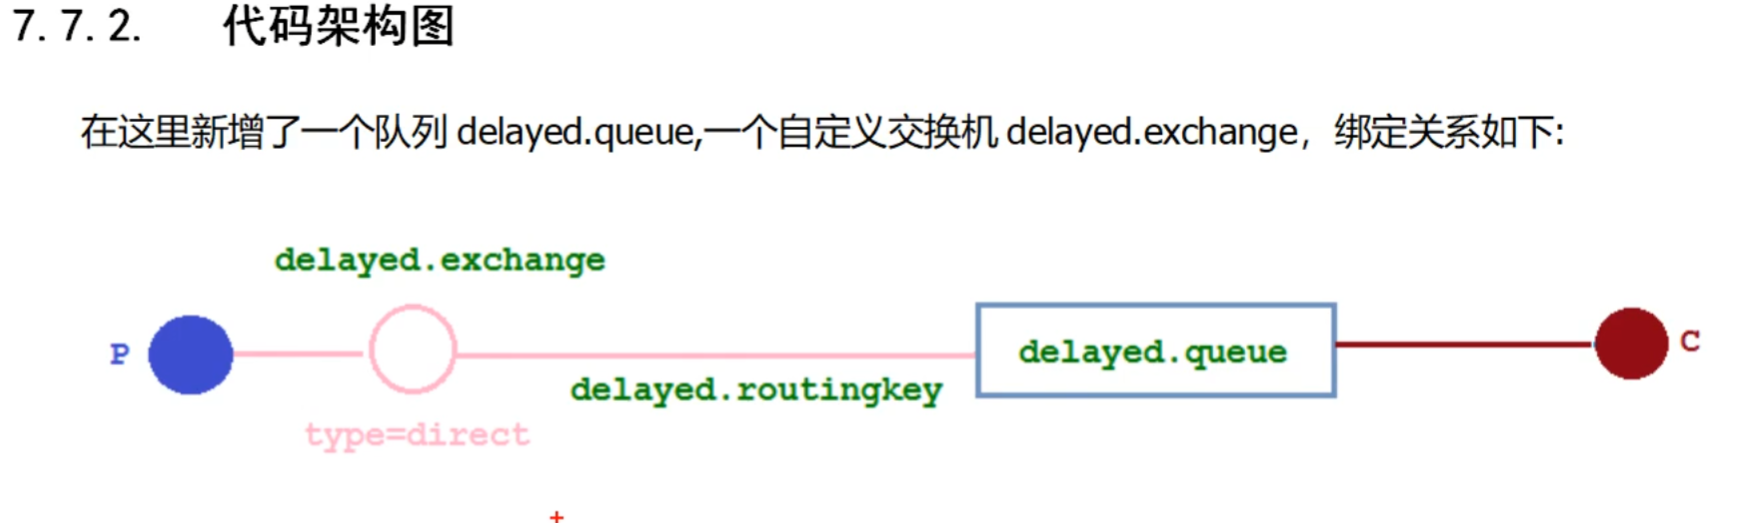 7.7.2. 代码架构图
在这里新增了一个队列 delayed.queue,一个自定义交换机 delayed.exchange，绑定关系如下:
delayed.exchange
P
delayed.queue
C
delayed.routingkey
type=direct